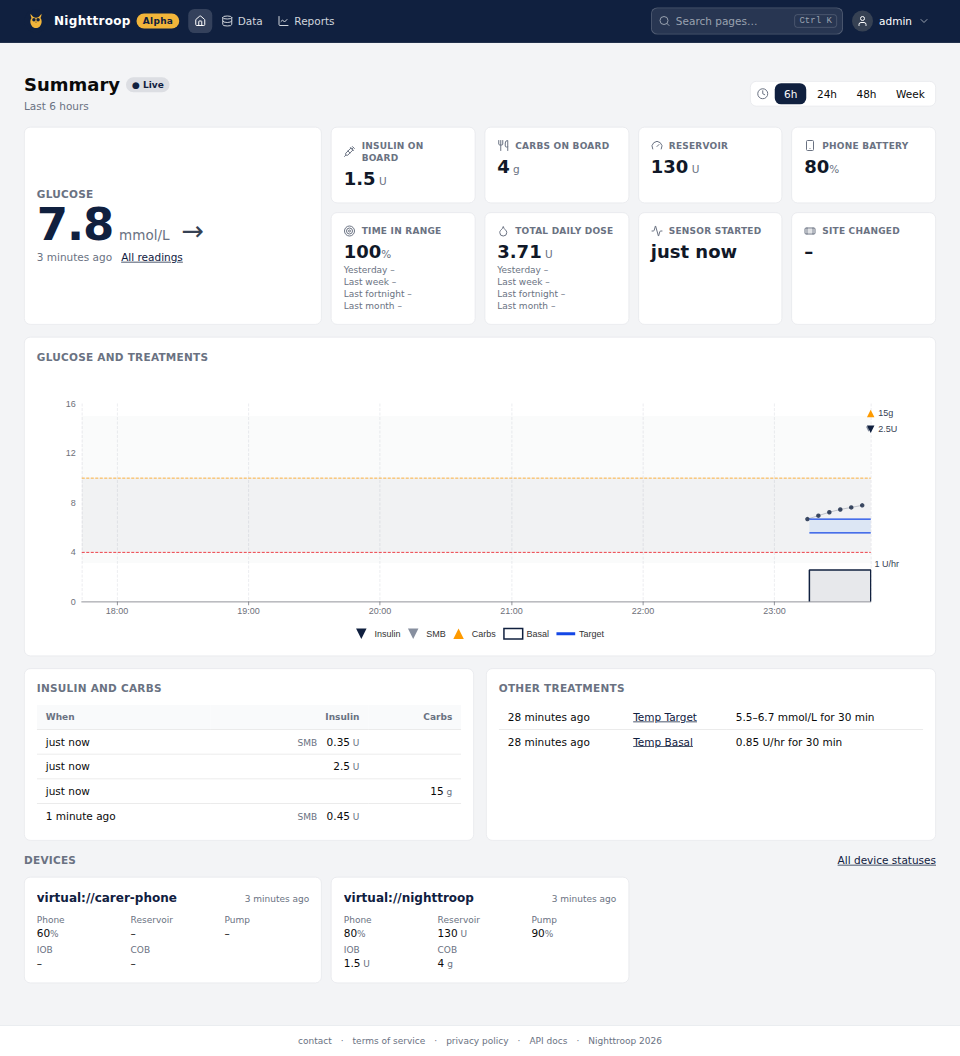 Nighttroop Alpha Data Reports Search pages... Ctrl K admin
Summary ● Live
Last 6 hours
6h 24h 48h Week
GLUCOSE
7.8 mmol/L →
3 minutes ago All readings
INSULIN ON BOARD
1.5 U
CARBS ON BOARD
4 g
RESERVOIR
130 U
PHONE BATTERY
80%
TIME IN RANGE
100%
Yesterday –
Last week –
Last fortnight –
Last month –
TOTAL DAILY DOSE
3.71 U
Yesterday –
Last week –
Last fortnight –
Last month –
SENSOR STARTED
just now
SITE CHANGED
–
GLUCOSE AND TREATMENTS
16
12
8
4
0
15g
2.5U
1 U/hr
18:00 19:00 20:00 21:00 22:00 23:00
Insulin SMB Carbs Basal Target
INSULIN AND CARBS
When Insulin Carbs
just now SMB 0.35 U
just now 2.5 U
just now 15 g
1 minute ago SMB 0.45 U
OTHER TREATMENTS
28 minutes ago Temp Target 5.5–6.7 mmol/L for 30 min
28 minutes ago Temp Basal 0.85 U/hr for 30 min
DEVICES
All device statuses
virtual://carer-phone 3 minutes ago
Phone Reservoir Pump
60% – –
IOB COB
– –
virtual://nighttroop 3 minutes ago
Phone Reservoir Pump
80% 130 U 90%
IOB COB
1.5 U 4 g
contact · terms of service · privacy policy · API docs · Nighttroop 2026